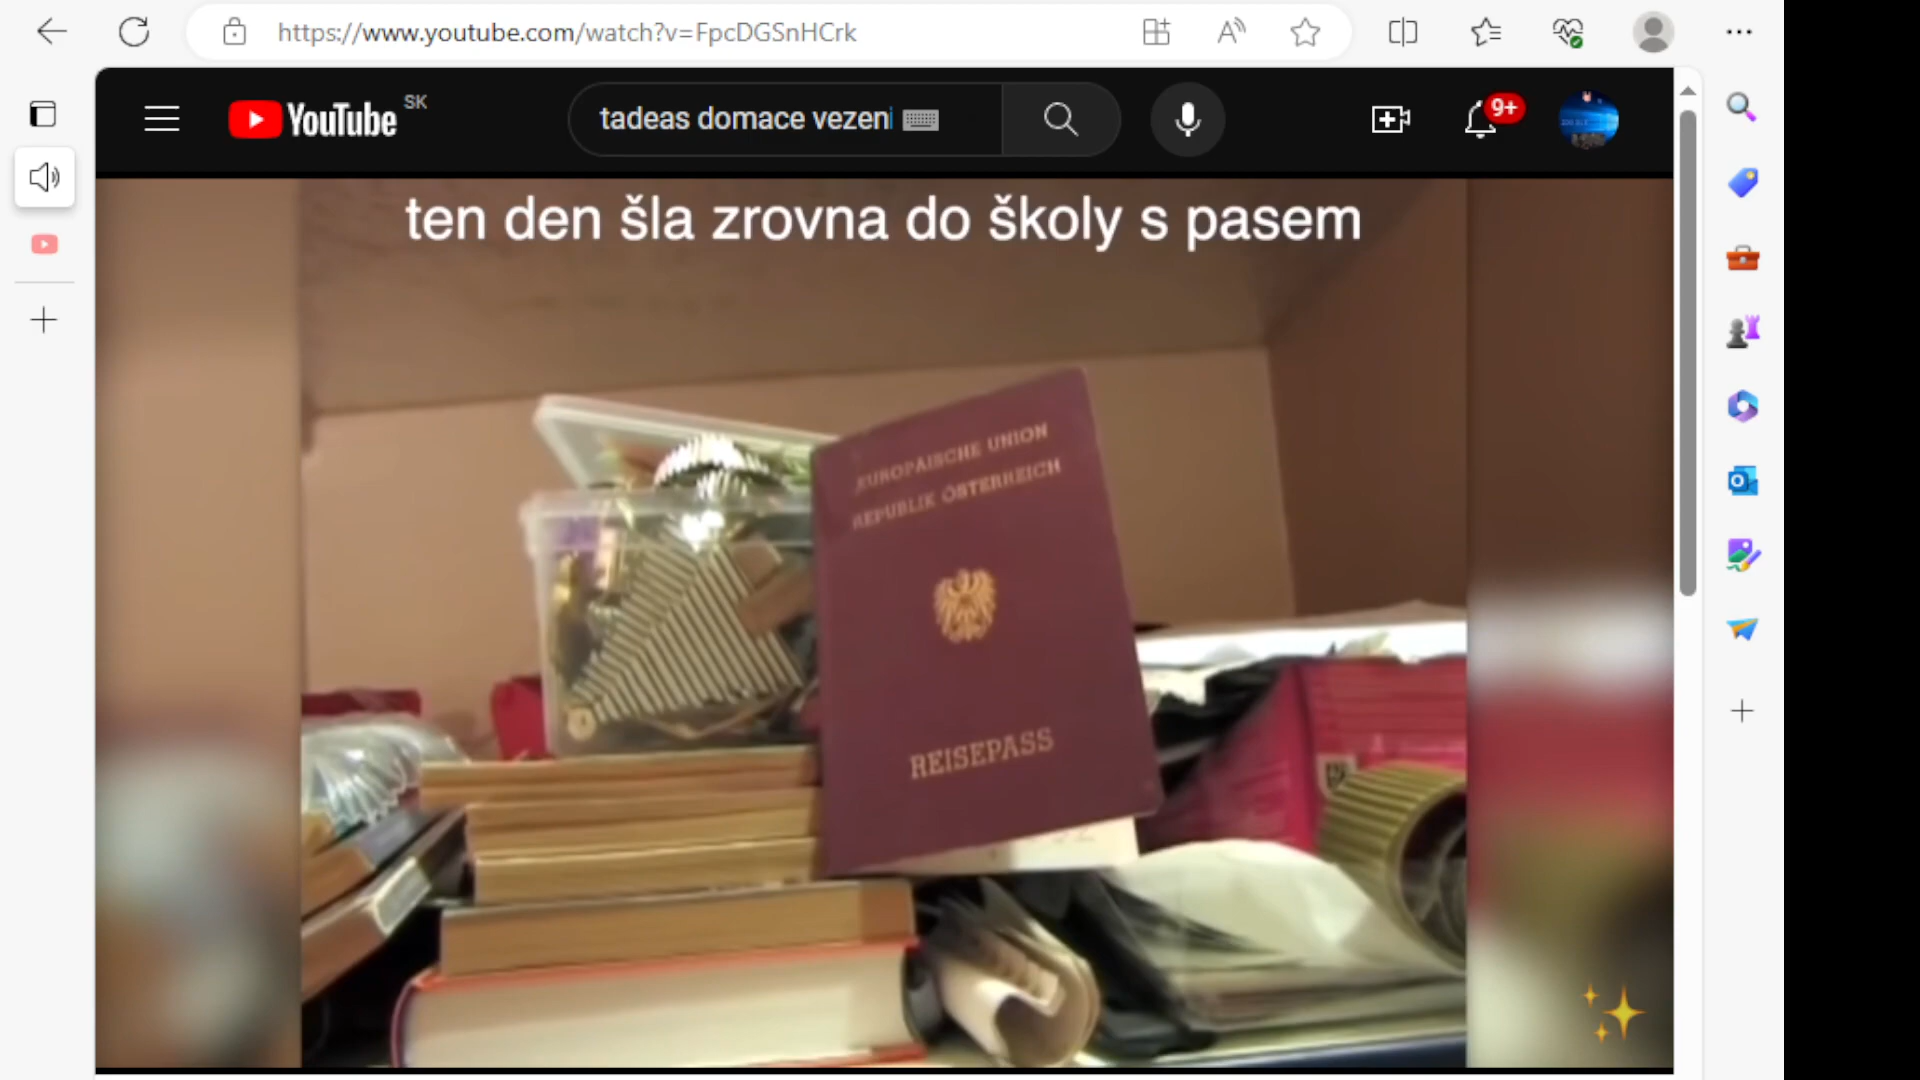 https://www.youtube.com/watch?v=FpcDGSnHCrk
YouTube SK
tadeas domace vezeni
9+
ten den šla zrovna do školy s pasem
EUROPÄISCHE UNION
REPUBLIK ÖSTERREICH
REISEPASS